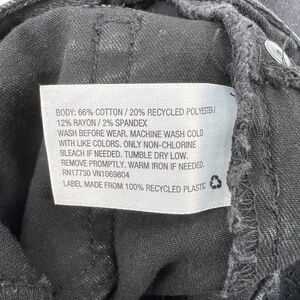 BODY: 66% COTTON / 20% RECYCLED POLYESTER /
12% RAYON / 2% SPANDEX
WASH BEFORE WEAR. MACHINE WASH COLD
WITH LIKE COLORS. ONLY NON-CHLORINE
BLEACH IF NEEDED. TUMBLE DRY LOW.
REMOVE PROMPTLY. WARM IRON IF NEEDED.
RN17730 VN1069804
LABEL MADE FROM 100% RECYCLED PLASTIC